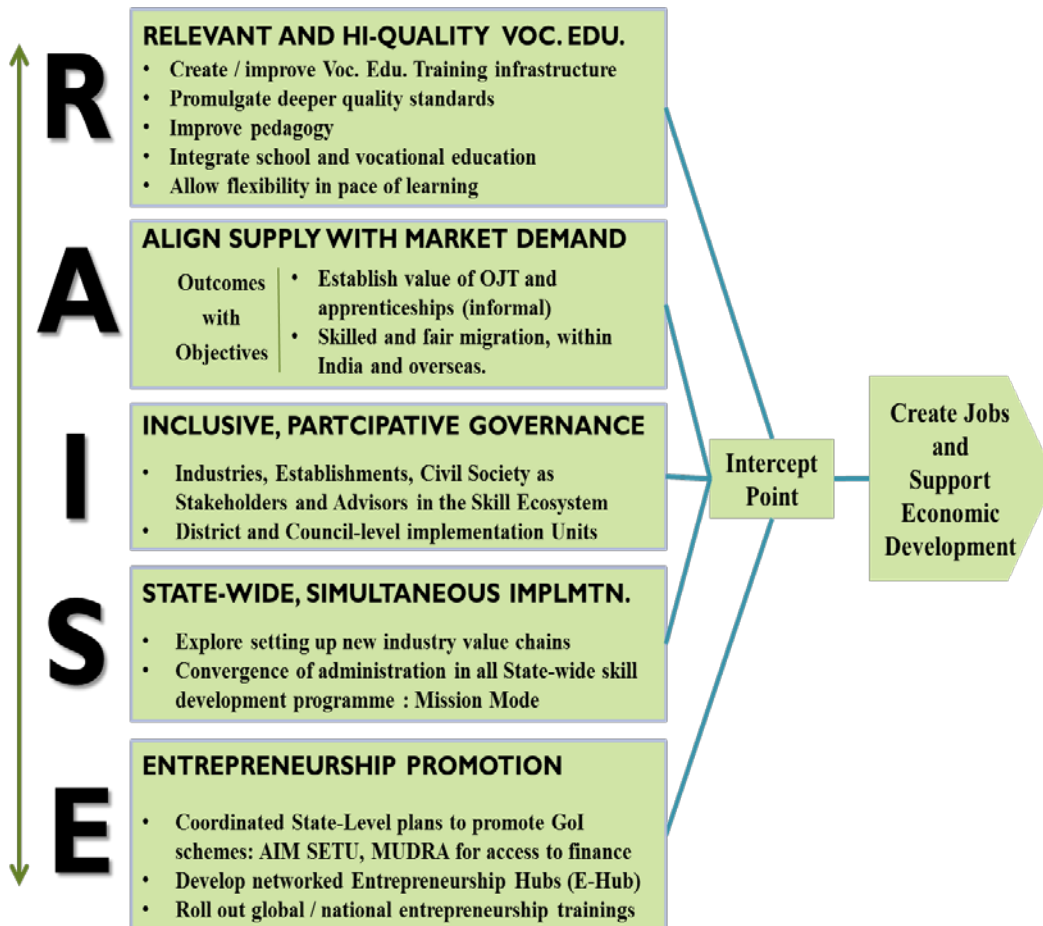 R
RELEVANT AND HI-QUALITY VOC. EDU.
• Create / improve Voc. Edu. Training infrastructure
• Promulgate deeper quality standards
• Improve pedagogy
• Integrate school and vocational education
• Allow flexibility in pace of learning
A
ALIGN SUPPLY WITH MARKET DEMAND
Outcomes
with
Objectives
• Establish value of OJT and
apprenticeships (informal)
• Skilled and fair migration, within
India and overseas.
I
INCLUSIVE, PARTCIPATIVE GOVERNANCE
• Industries, Establishments, Civil Society as
Stakeholders and Advisors in the Skill Ecosystem
• District and Council-level implementation Units
S
STATE-WIDE, SIMULTANEOUS IMPLMTN.
• Explore setting up new industry value chains
• Convergence of administration in all State-wide skill
development programme : Mission Mode
E
ENTREPRENEURSHIP PROMOTION
• Coordinated State-Level plans to promote GoI
schemes: AIM SETU, MUDRA for access to finance
• Develop networked Entrepreneurship Hubs (E-Hub)
• Roll out global / national entrepreneurship trainings
Intercept
Point
Create Jobs
and
Support
Economic
Development